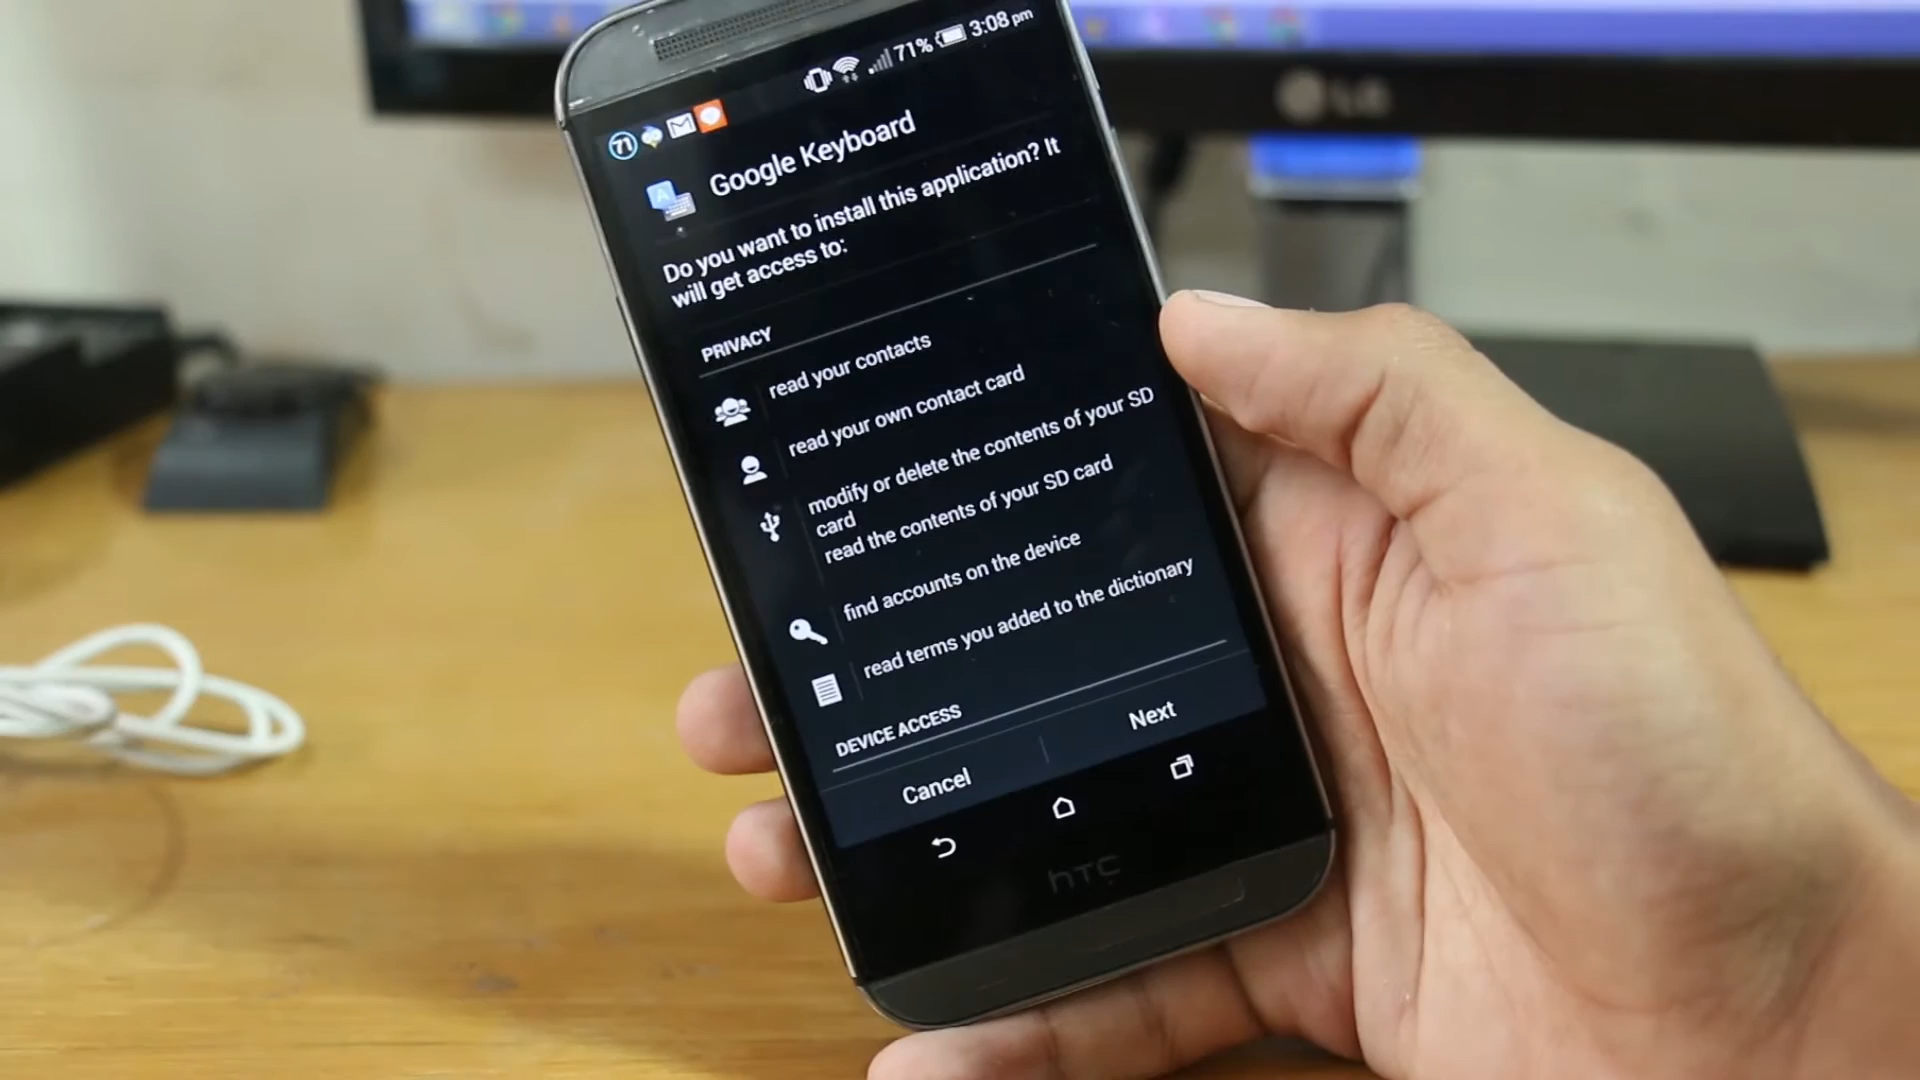 LG
71% 3:08 pm
71
Google Keyboard
Do you want to install this application? It
will get access to:
PRIVACY
read your contacts
read your own contact card
modify or delete the contents of your SD
card
read the contents of your SD card
find accounts on the device
read terms you added to the dictionary
DEVICE ACCESS
Cancel
Next
hTC